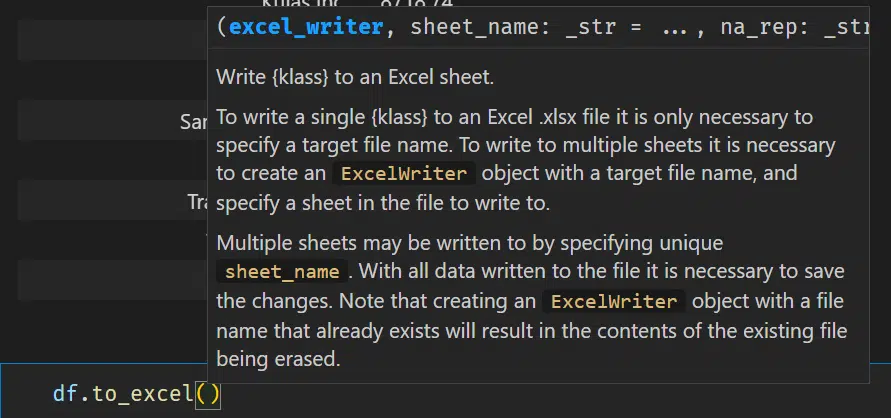 Kulas Inc 671674
(excel_writer, sheet_name: _str = ..., na_rep: _str
Write {klass} to an Excel sheet.
To write a single {klass} to an Excel .xlsx file it is only necessary to
specify a target file name. To write to multiple sheets it is necessary
to create an ExcelWriter object with a target file name, and
specify a sheet in the file to write to.
Multiple sheets may be written to by specifying unique
sheet_name. With all data written to the file it is necessary to save
the changes. Note that creating an ExcelWriter object with a file
name that already exists will result in the contents of the existing file
being erased.
San
Tra
df.to_excel()